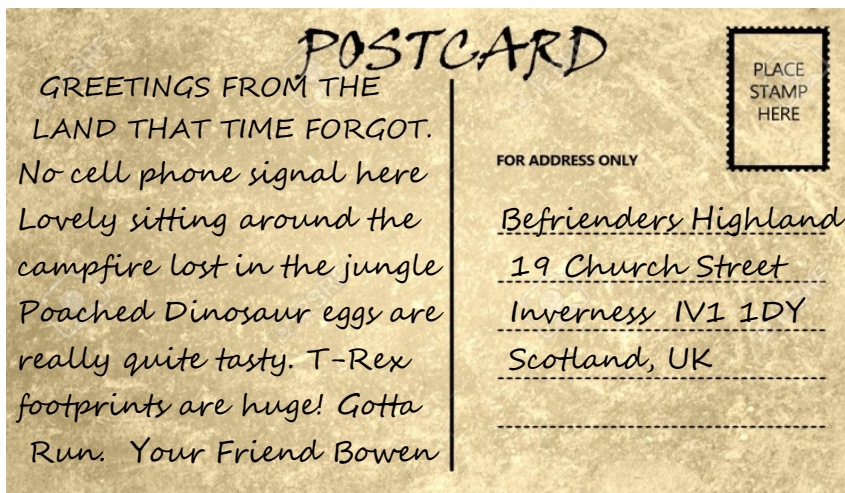 POSTCARD
GREETINGS FROM THE
LAND THAT TIME FORGOT.
No cell phone signal here
Lovely sitting around the
campfire lost in the jungle
Poached Dinosaur eggs are
really quite tasty. T-Rex
footprints are huge! Gotta
Run. Your Friend Bowen
PLACE
STAMP
HERE
FOR ADDRESS ONLY
Befrienders Highland
19 Church Street
Inverness IV1 1DY
Scotland, UK